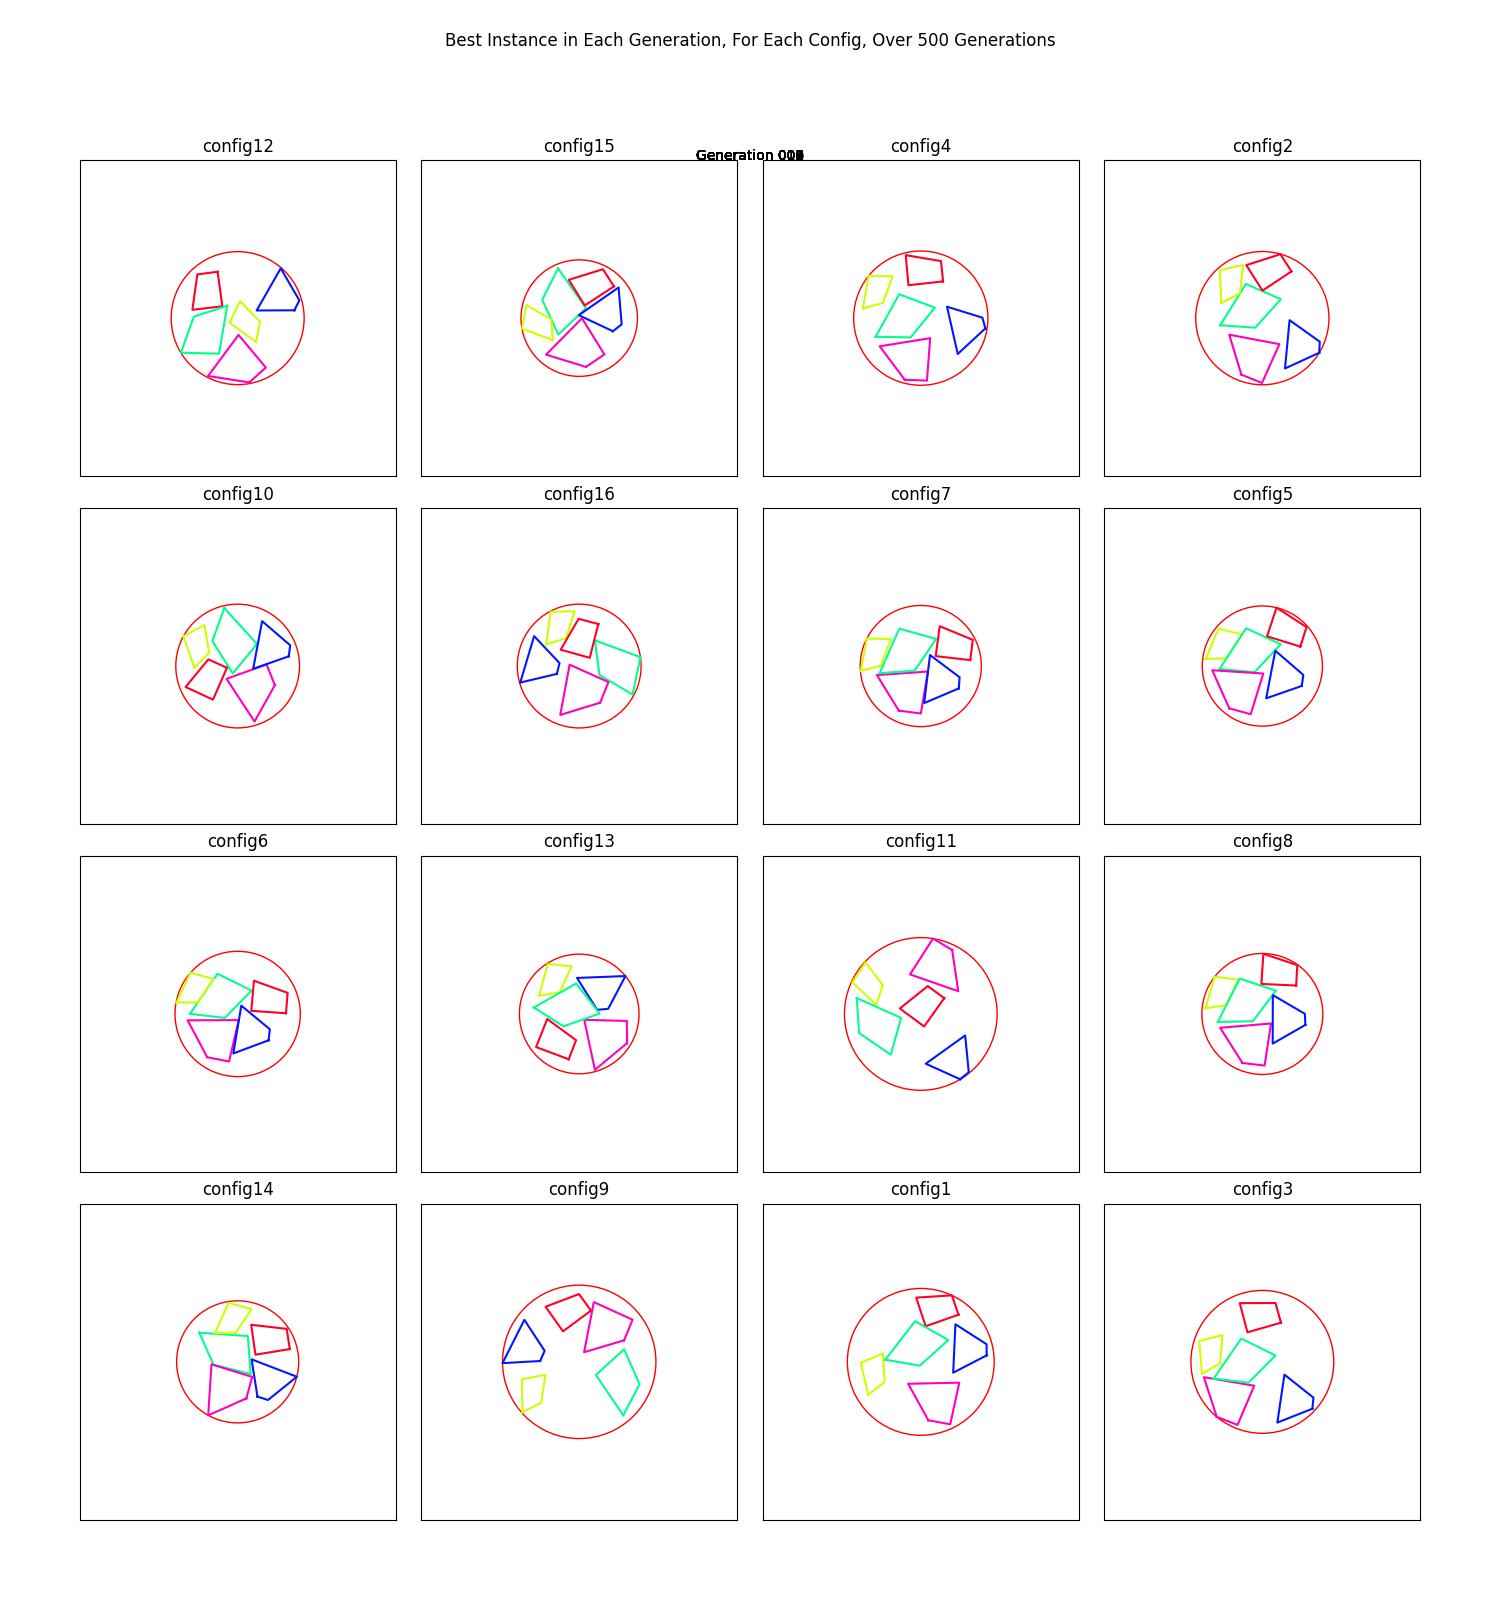 Best Instance in Each Generation, For Each Config, Over 500 Generations
config12
config15
config4
config2
Generation
config10
config16
config7
config5
config6
config13
config11
config8
config14
config9
config1
config3